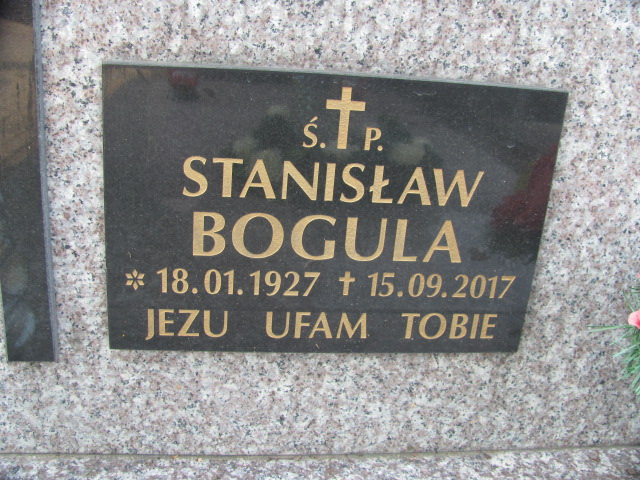 Ś. P.
STANISŁAW
BOGULA
✲ 18.01.1927 ✝ 15.09.2017
JEZU UFAM TOBIE